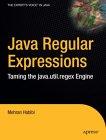 THE EXPERT'S VOICE® IN JAVA
Java Regular
Expressions
Taming the java.util.regex Engine
Mehran Habibi
Apress